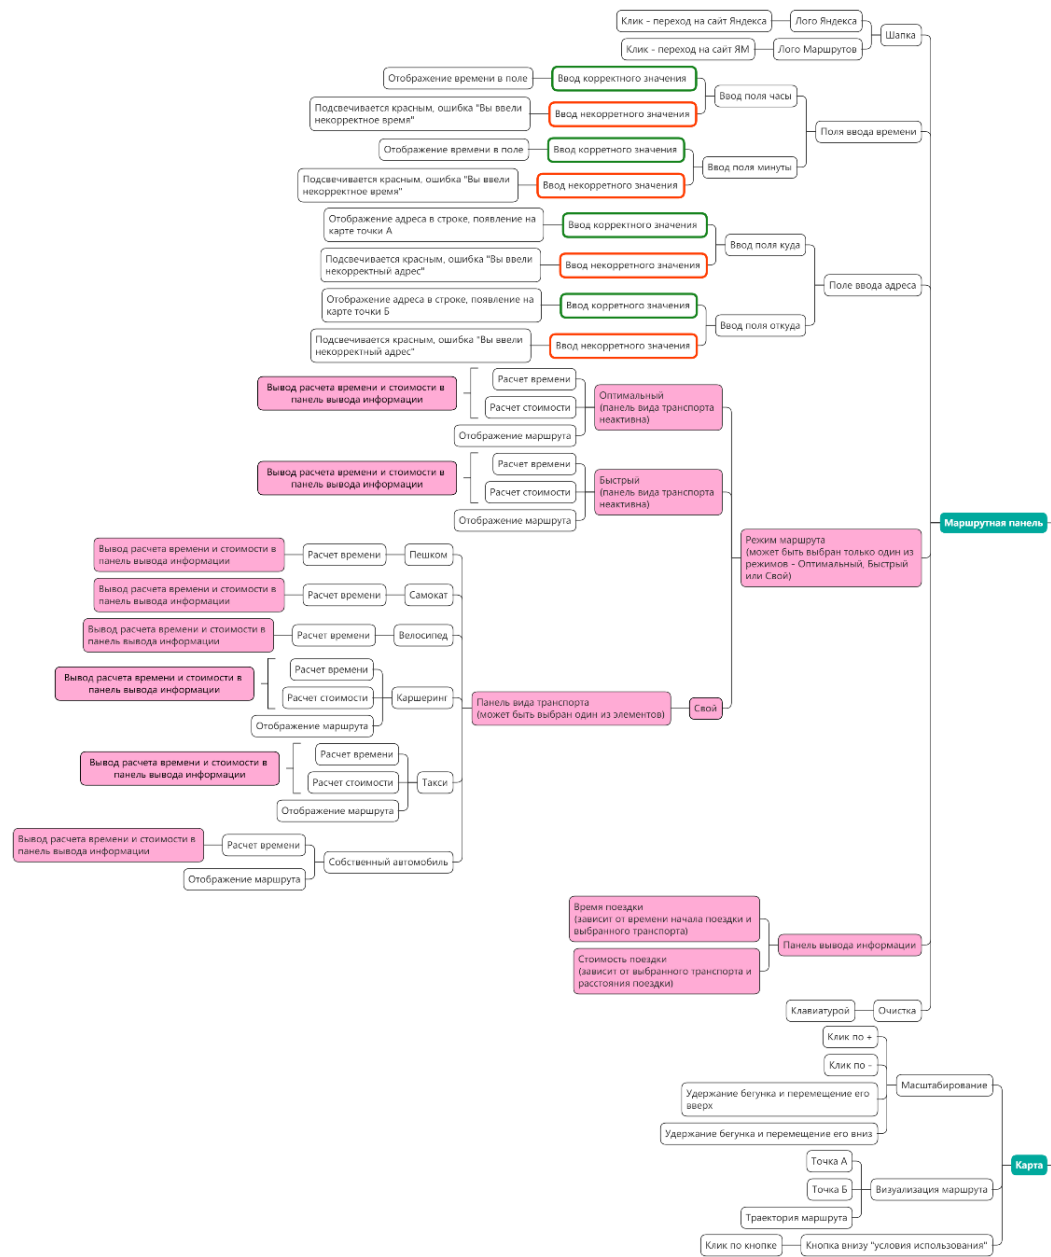 Клик – переход на сайт Яндекса
Лого Яндекса
Шапка
Клик – переход на сайт ЯМ
Лого Маршрутов
Отображение времени в поле
Ввод корректного значения
Ввод поля часы
Подсвечивается красным, ошибка "Вы ввели
некорректное время"
Ввод некорретного значения
Поля ввода времени
Отображение времени в поле
Ввод корретного значения
Ввод поля минуты
Подсвечивается красным, ошибка "Вы ввели
некорректное время"
Ввод некорретного значения
Отображение адреса в строке, появление на
карте точки А
Ввод корректного значения
Ввод поля куда
Подсвечивается красным, ошибка "Вы ввели
некорректный адрес"
Ввод некорретного значения
Поле ввода адреса
Отображение адреса в строке, появление на
карте точки Б
Ввод корретного значения
Ввод поля откуда
Подсвечивается красным, ошибка "Вы ввели
некорректный адрес"
Ввод некорректного значения
Вывод расчета времени и стоимости в
панель вывода информации
Расчет времени
Расчет стоимости
Отображение маршрута
Оптимальный
(панель вида транспорта
неактивна)
Вывод расчета времени и стоимости в
панель вывода информации
Расчет времени
Расчет стоимости
Отображение маршрута
Быстрый
(панель вида транспорта
неактивна)
Маршрутная панель
Режим маршрута
(может быть выбран только один из
режимов – Оптимальный, Быстрый
или Свой)
Вывод расчета времени и стоимости в
панель вывода информации
Расчет времени
Пешком
Вывод расчета времени и стоимости в
панель вывода информации
Расчет времени
Самокат
Вывод расчета времени и стоимости в
панель вывода информации
Расчет времени
Велосипед
Вывод расчета времени и стоимости в
панель вывода информации
Расчет времени
Расчет стоимости
Отображение маршрута
Каршеринг
Панель вида транспорта
(может быть выбран один из элементов)
Свой
Вывод расчета времени и стоимости в
панель вывода информации
Расчет времени
Расчет стоимости
Отображение маршрута
Такси
Вывод расчета времени и стоимости в
панель вывода информации
Расчет времени
Отображение маршрута
Собственный автомобиль
Время поездки
(зависит от времени начала поездки и
выбранного транспорта)
Панель вывода информации
Стоимость поездки
(зависит от выбранного транспорта и
расстояния поездки)
Клавиатурой
Очистка
Клик по +
Клик по –
Масштабирование
Удержание бегунка и перемещение его
вверх
Удержание бегунка и перемещение его вниз
Карта
Точка А
Точка Б
Визуализация маршрута
Траектория маршрута
Клик по кнопке
Кнопка внизу "условия использования"